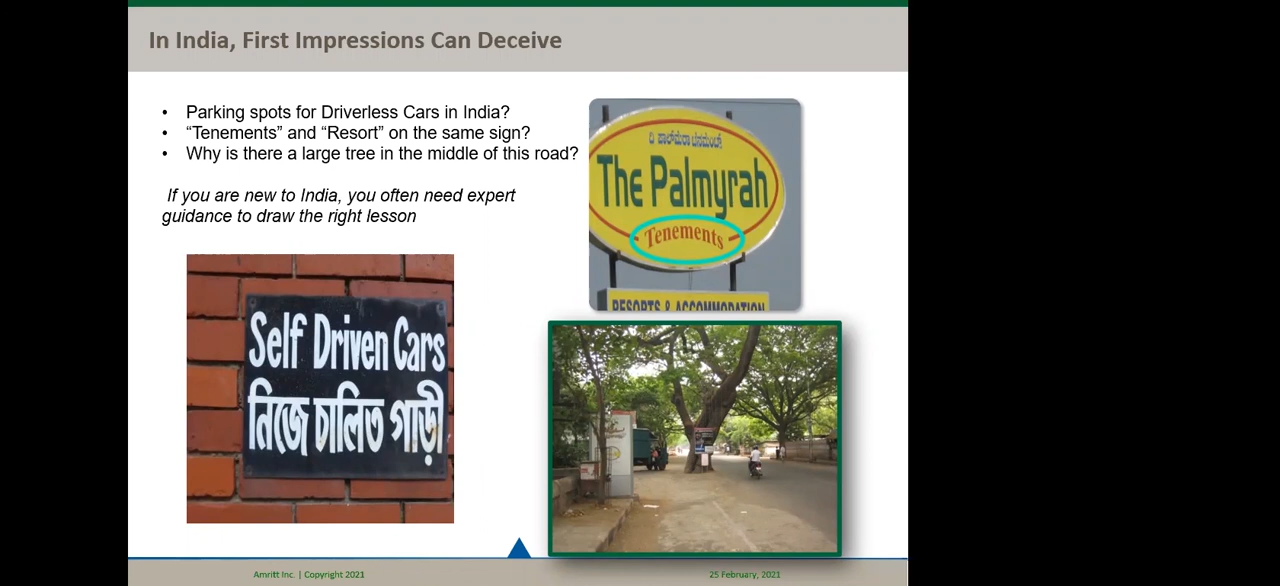 In India, First Impressions Can Deceive
• Parking spots for Driverless Cars in India?
• “Tenements” and “Resort” on the same sign?
• Why is there a large tree in the middle of this road?
If you are new to India, you often need expert
guidance to draw the right lesson
ದಿ ಪಾಲ್ಮೆರಾ ಟೆನಮೆಂಟ್ಸ್
The Palmyrah
Tenements
RESORTS & ACCOMMODATION
Self Driven Cars
নিজে চালিত গাড়ী
Amritt Inc. | Copyright 2021
25 February, 2021